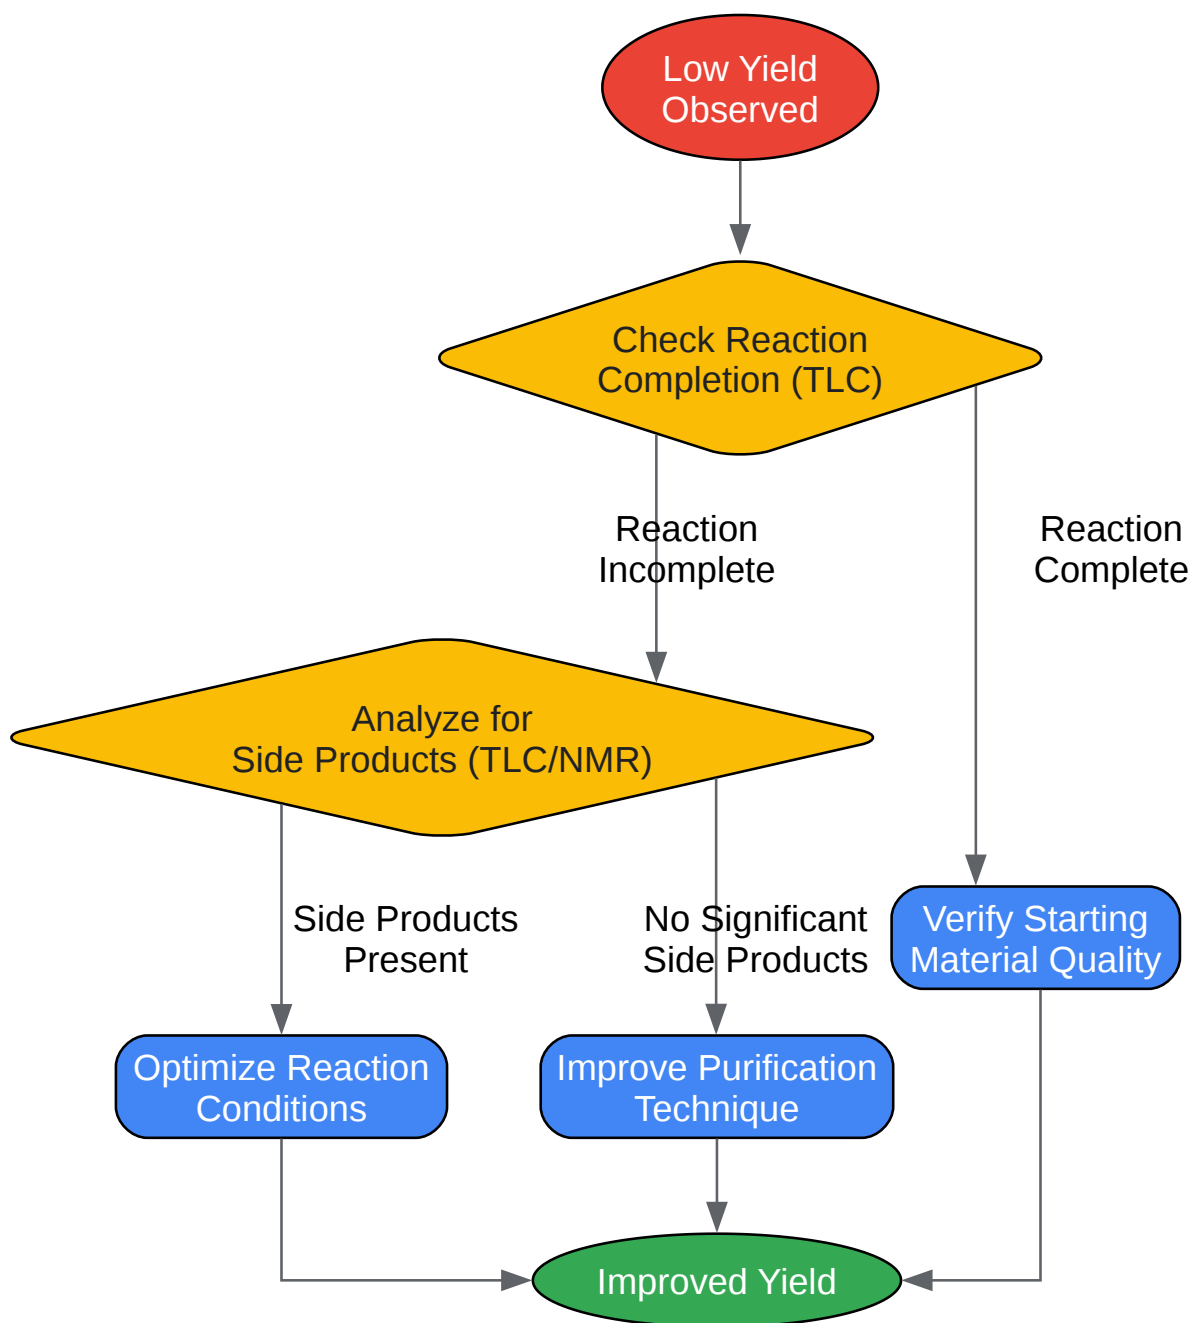 Low Yield
Observed
Check Reaction
Completion (TLC)
Reaction
Incomplete
Reaction
Complete
Analyze for
Side Products (TLC/NMR)
Side Products
Present
No Significant
Side Products
Verify Starting
Material Quality
Optimize Reaction
Conditions
Improve Purification
Technique
Improved Yield